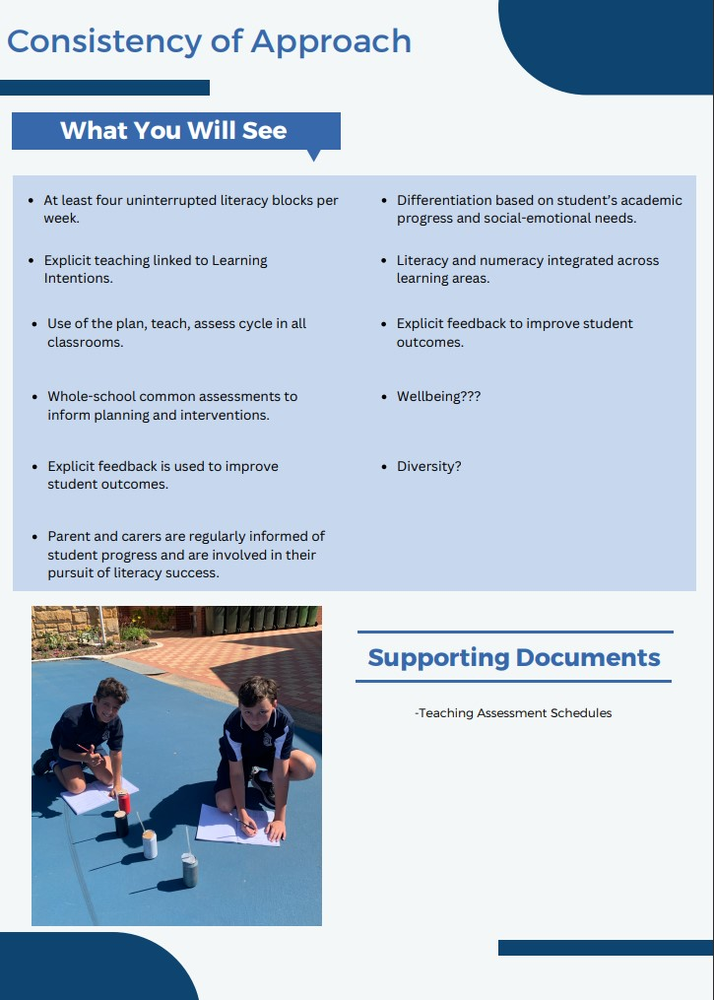 Consistency of Approach
What You Will See
At least four uninterrupted literacy blocks per
week.
Explicit teaching linked to Learning
Intentions.
Use of the plan, teach, assess cycle in all
classrooms.
Whole-school common assessments to
inform planning and interventions.
Explicit feedback is used to improve
student outcomes.
Parent and carers are regularly informed of
student progress and are involved in their
pursuit of literacy success.
Differentiation based on student's academic
progress and social-emotional needs.
Literacy and numeracy integrated across
learning areas.
Explicit feedback to improve student
outcomes.
Wellbeing???
Diversity?
Supporting Documents
-Teaching Assessment Schedules